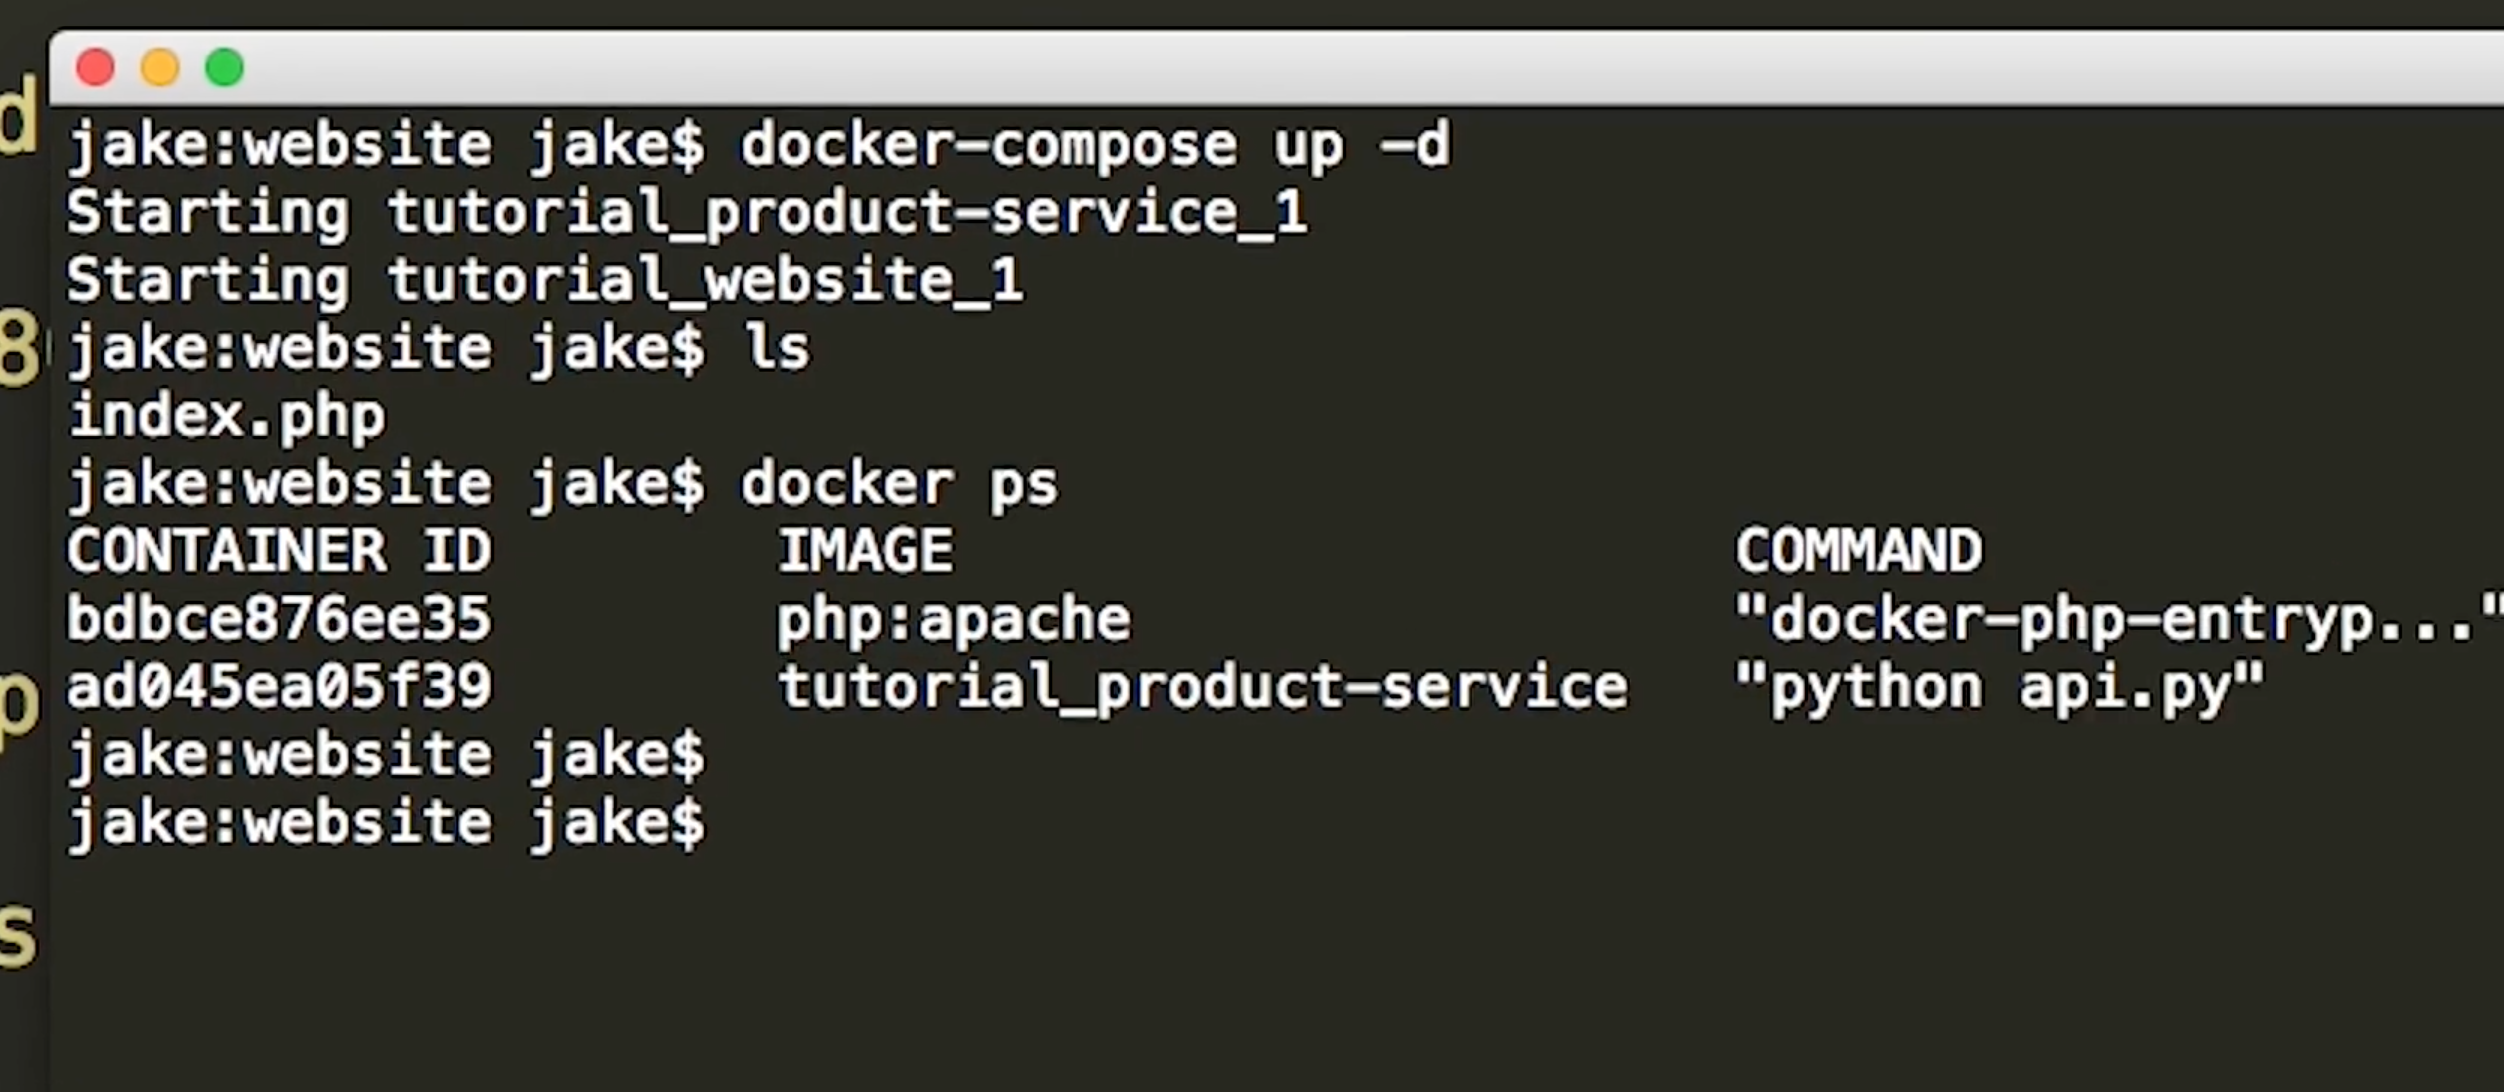 jake:website jake$ docker-compose up -d
Starting tutorial_product-service_1
Starting tutorial_website_1
jake:website jake$ ls
index.php
jake:website jake$ docker ps
CONTAINER ID        IMAGE                      COMMAND
bdbce876ee35        php:apache                 "docker-php-entryp..."
ad045ea05f39        tutorial_product-service   "python api.py"
jake:website jake$
jake:website jake$